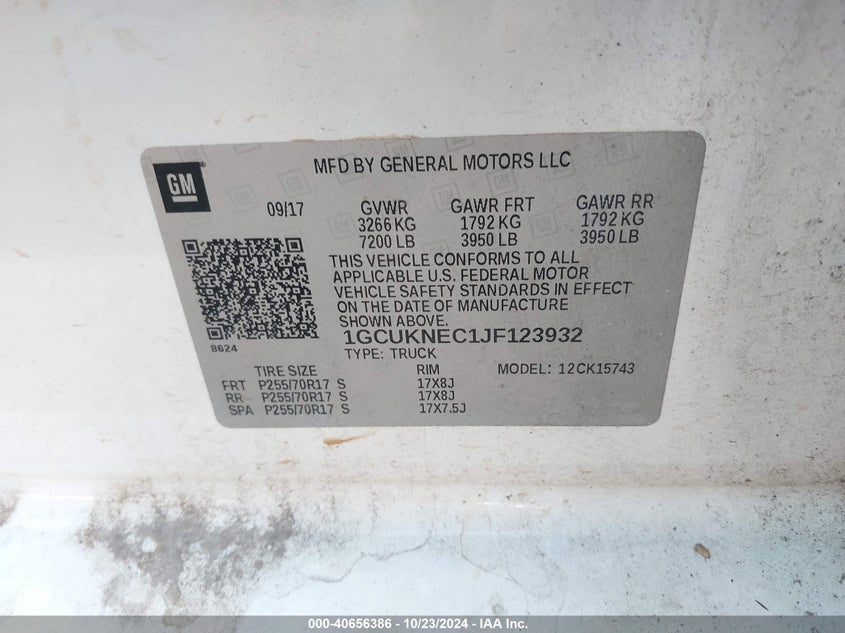 GM
MFD BY GENERAL MOTORS LLC
09/17 GVWR GAWR FRT GAWR RR
3266 KG 1792 KG 1792 KG
7200 LB 3950 LB 3950 LB
THIS VEHICLE CONFORMS TO ALL
APPLICABLE U.S. FEDERAL MOTOR
VEHICLE SAFETY STANDARDS IN EFFECT
ON THE DATE OF MANUFACTURE
SHOWN ABOVE.
8624
1GCUKNEC1JF123932
TYPE: TRUCK
TIRE SIZE RIM MODEL: 12CK15743
FRT P255/70R17 S 17X8J
RR P255/70R17 S 17X8J
SPA P255/70R17 S 17X7.5J
000-40656386 - 10/23/2024 - IAA Inc.